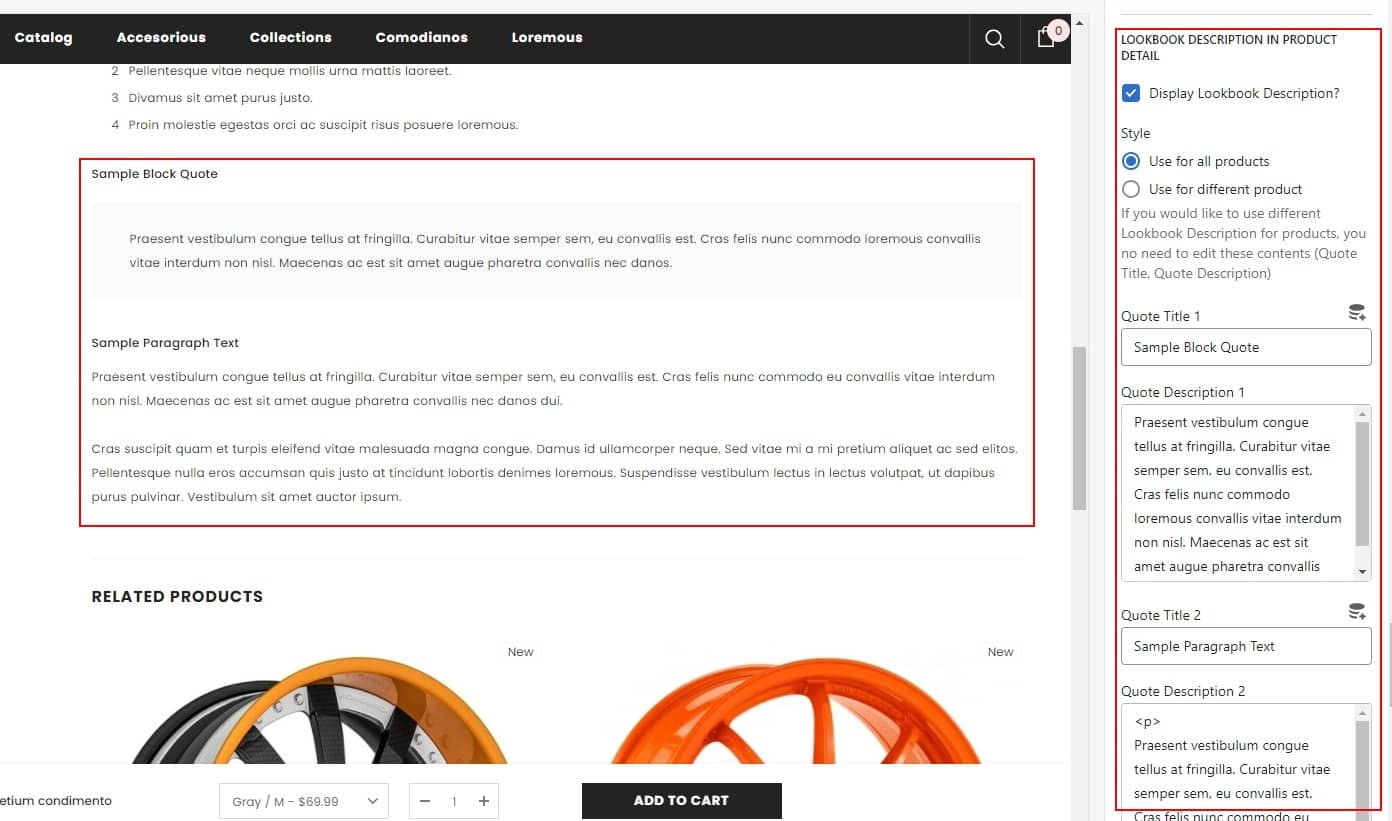 Catalog
Accesorious
Collections
Comodianos
Loremous
0
2 Pellentesque vitae neque mollis urna mattis laoreet.
3 Divamus sit amet purus justo.
4 Proin molestie egestas orci ac suscipit risus posuere loremous.
Sample Block Quote
Praesent vestibulum congue tellus at fringilla. Curabitur vitae semper sem, eu convallis est. Cras felis nunc commodo loremous convallis
vitae interdum non nisl. Maecenas ac est sit amet augue pharetra convallis nec danos.
Sample Paragraph Text
Praesent vestibulum congue tellus at fringilla. Curabitur vitae semper sem, eu convallis est. Cras felis nunc commodo eu convallis vitae interdum
non nisl. Maecenas ac est sit amet augue pharetra convallis nec danos dui.
Cras suscipit quam et turpis eleifend vitae malesuada magna congue. Damus id ullamcorper neque. Sed vitae mi a mi pretium aliquet ac sed elitos.
Pellentesque nulla eros accumsan quis justo at tincidunt lobortis denimes loremous. Suspendisse vestibulum lectus in lectus volutpat, ut dapibus
purus pulvinar. Vestibulum sit amet auctor ipsum.
RELATED PRODUCTS
New
New
etium condimento
Gray / M - $69.99
1
ADD TO CART
LOOKBOOK DESCRIPTION IN PRODUCT
DETAIL
Display Lookbook Description?
Style
Use for all products
Use for different product
If you would like to use different
Lookbook Description for products, you
no need to edit these contents (Quote
Title, Quote Description)
Quote Title 1
Sample Block Quote
Quote Description 1
Praesent vestibulum congue
tellus at fringilla. Curabitur vitae
semper sem, eu convallis est.
Cras felis nunc commodo
loremous convallis vitae interdum
non nisl. Maecenas ac est sit
amet augue pharetra convallis
Quote Title 2
Sample Paragraph Text
Quote Description 2
<p>
Praesent vestibulum congue
tellus at fringilla. Curabitur vitae
semper sem, eu convallis est.
Cras felis nunc commodo eu